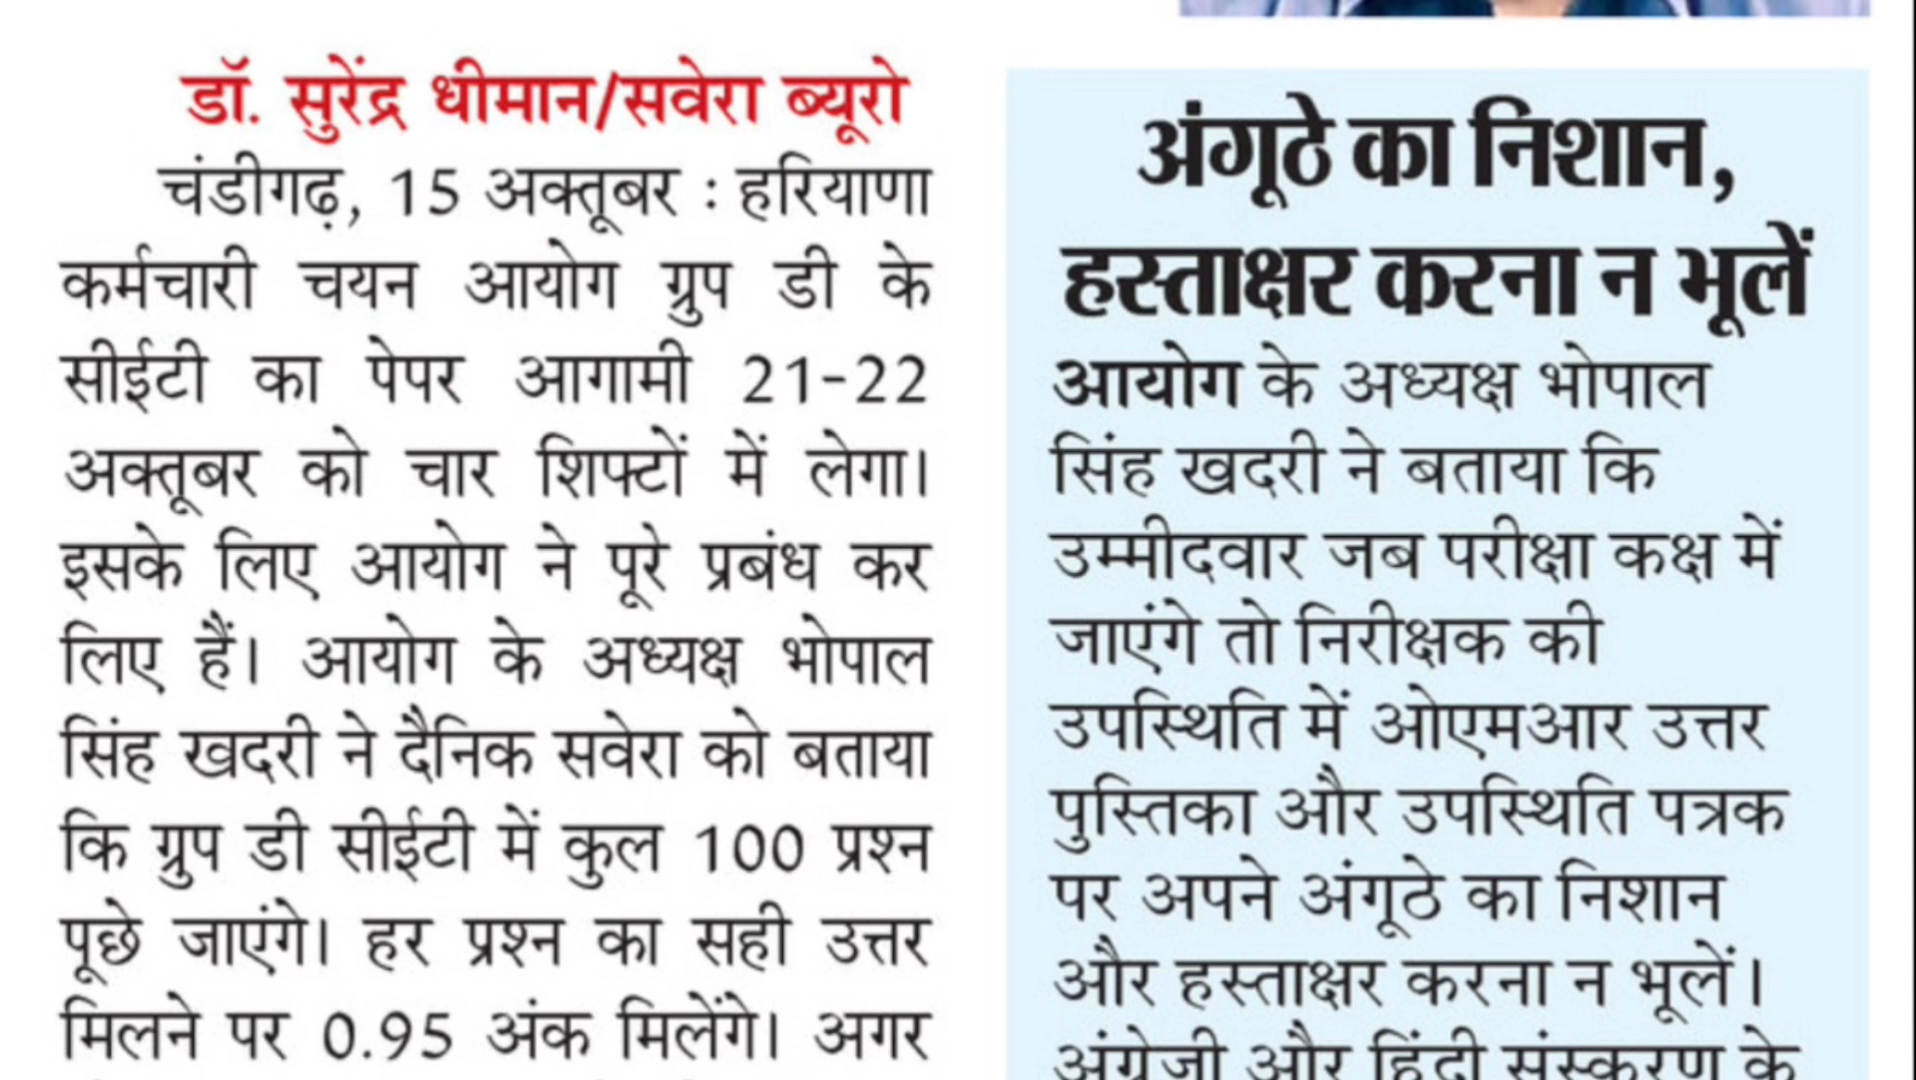 डॉ. सुरेंद्र धीमान/सवेरा ब्यूरो
चंडीगढ़, 15 अक्तूबर : हरियाणा
कर्मचारी चयन आयोग ग्रुप डी के
सीईटी का पेपर आगामी 21-22
अक्तूबर को चार शिफ्टों में लेगा।
इसके लिए आयोग ने पूरे प्रबंध कर
लिए हैं। आयोग के अध्यक्ष भोपाल
सिंह खदरी ने दैनिक सवेरा को बताया
कि ग्रुप डी सीईटी में कुल 100 प्रश्न
पूछे जाएंगे। हर प्रश्न का सही उत्तर
मिलने पर 0.95 अंक मिलेंगे। अगर
अंगूठे का निशान,
हस्ताक्षर करना न भूलें
आयोग के अध्यक्ष भोपाल
सिंह खदरी ने बताया कि
उम्मीदवार जब परीक्षा कक्ष में
जाएंगे तो निरीक्षक की
उपस्थिति में ओएमआर उत्तर
पुस्तिका और उपस्थिति पत्रक
पर अपने अंगूठे का निशान
और हस्ताक्षर करना न भूलें।
अंग्रेजी और हिंदी संस्करण के